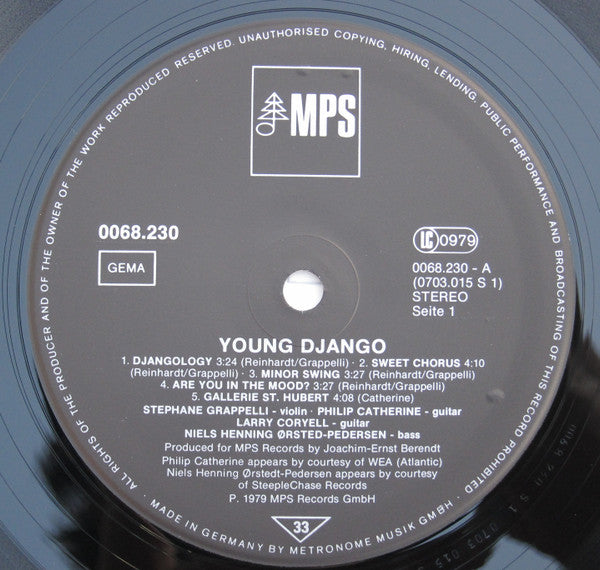 ALL RIGHTS OF THE PRODUCER AND OF THE OWNER OF THE WORK REPRODUCED RESERVED. UNAUTHORISED COPYING, HIRING, LENDING, PUBLIC PERFORMANCE AND BROADCASTING OF THIS RECORD PROHIBITED
MPS
0068.230
LC 0979
GEMA
0068.230 - A
(0703.015 S 1)
STEREO
Seite 1
YOUNG DJANGO
1. DJANGOLOGY 3:24 (Reinhardt/Grappelli) · 2. SWEET CHORUS 4:10
(Reinhardt/Grappelli) · 3. MINOR SWING 3:27 (Reinhardt/Grappelli)
4. ARE YOU IN THE MOOD? 3:27 (Reinhardt/Grappelli)
5. GALLERIE ST. HUBERT 4:08 (Catherine)
STEPHANE GRAPPELLI - violin · PHILIP CATHERINE - guitar
LARRY CORYELL - guitar
NIELS HENNING ØRSTED-PEDERSEN - bass
Produced for MPS Records by Joachim-Ernst Berendt
Philip Catherine appears by courtesy of WEA (Atlantic)
Niels Henning Ørstedt-Pedersen appears by courtesy
of SteepleChase Records
P. 1979 MPS Records GmbH
33
· MADE IN GERMANY BY METRONOME MUSIK GMBH ·